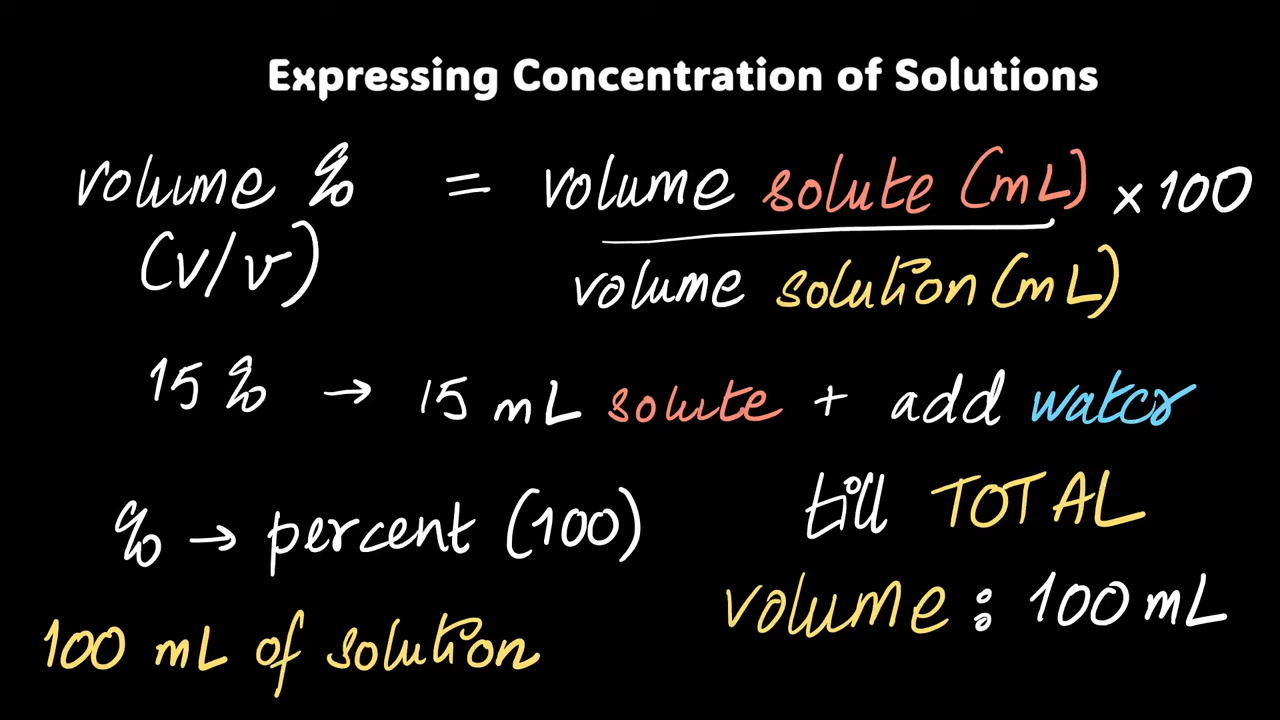 Expressing Concentration of Solutions
volume % = volume solute (mL) × 100
(v/v) volume solution (mL)
15 % → 15 mL solute + add water
% → percent (100) till TOTAL
volume : 100 mL
100 mL of solution